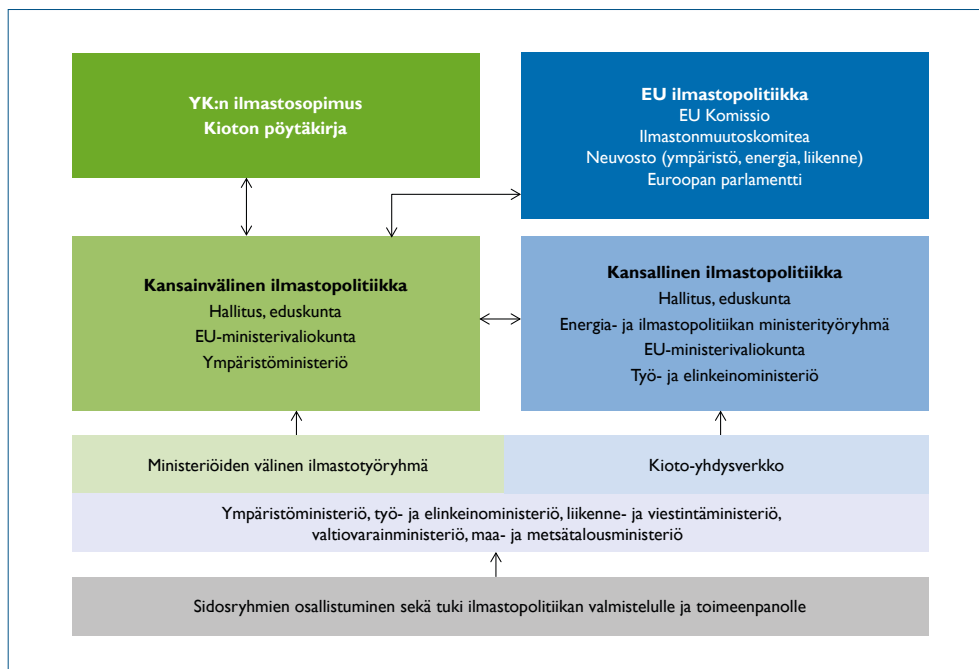 YK:n ilmastosopimus
Kioton pöytäkirja
EU ilmastopolitiikka
EU Komissio
Ilmastonmuutoskomitea
Neuvosto (ympäristö, energia, liikenne)
Euroopan parlamentti
Kansainvälinen ilmastopolitiikka
Hallitus, eduskunta
EU-ministerivaliokunta
Ympäristöministeriö
Kansallinen ilmastopolitiikka
Hallitus, eduskunta
Energia- ja ilmastopolitiikan ministerityöryhmä
EU-ministerivaliokunta
Työ- ja elinkeinoministeriö
Ministeriöiden välinen ilmastotyöryhmä
Kioto-yhdysverkko
Ympäristöministeriö, työ- ja elinkeinoministeriö, liikenne- ja viestintäministeriö,
valtiovarainministeriö, maa- ja metsätalousministeriö
Sidosryhmien osallistuminen sekä tuki ilmastopolitiikan valmistelulle ja toimeenpanolle